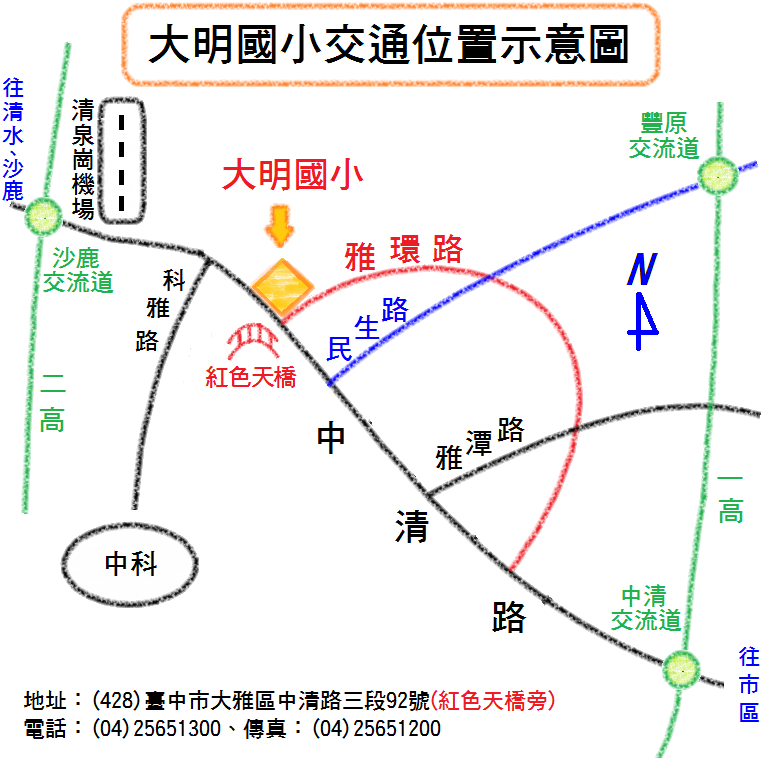 大明國小交通位置示意圖
往清水、沙鹿
清泉崗機場
豐原
交流道
大明國小
沙鹿
交流道
雅環路
科雅路
民生路
N
紅色天橋
二高
中清路
雅潭路
一高
中科
中清
交流道
往市區
地址：(428)臺中市大雅區中清路三段92號(紅色天橋旁)
電話：(04)25651300、傳真：(04)25651200